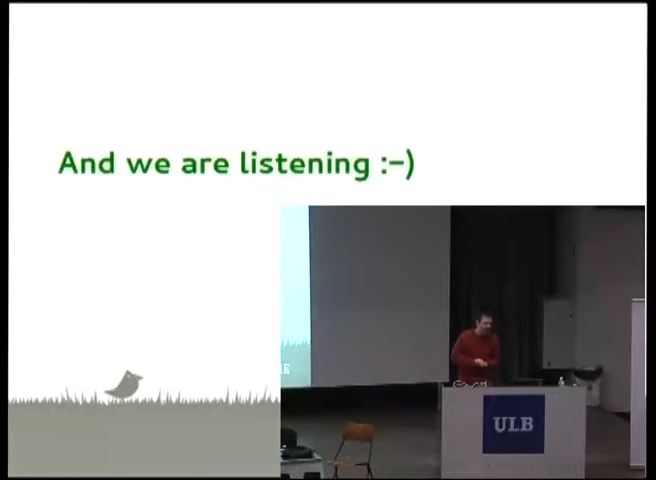 And we are listening :-)
ULB